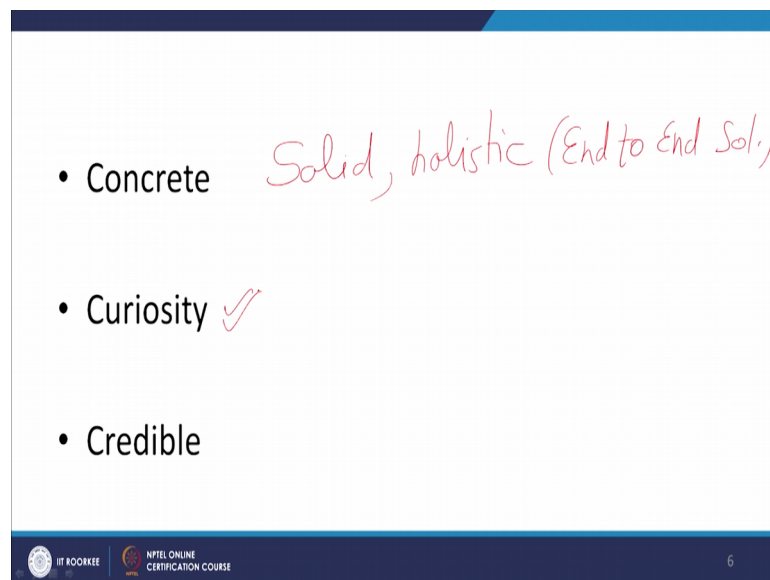 • Concrete Solid, holistic (End to End Sol.)
• Curiosity
• Credible
IIT ROORKEE
NPTEL ONLINE
CERTIFICATION COURSE
6